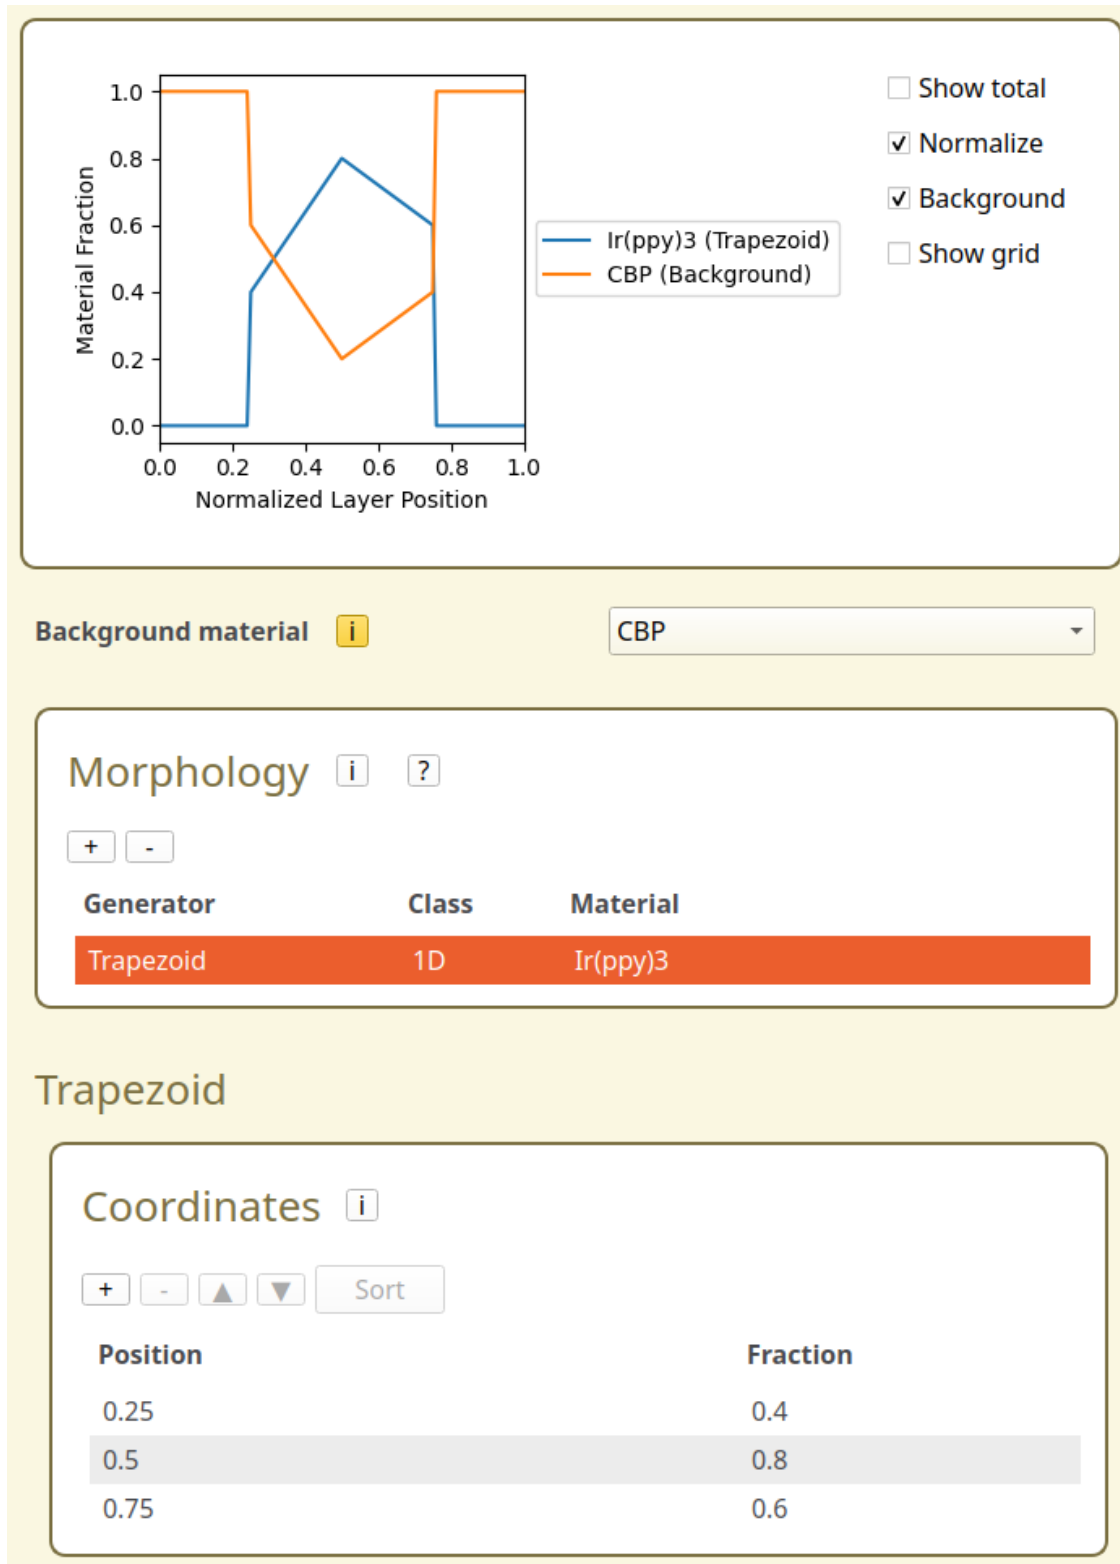 1.0
0.8
0.6
0.4
0.2
0.0
Material Fraction
0.0 0.2 0.4 0.6 0.8 1.0
Normalized Layer Position
Ir(ppy)3 (Trapezoid)
CBP (Background)
Show total
Normalize
Background
Show grid
Background material i CBP
Morphology i ?
+ -
Generator Class Material
Trapezoid 1D Ir(ppy)3
Trapezoid
Coordinates i
+ - ▲ ▼ Sort
Position Fraction
0.25 0.4
0.5 0.8
0.75 0.6